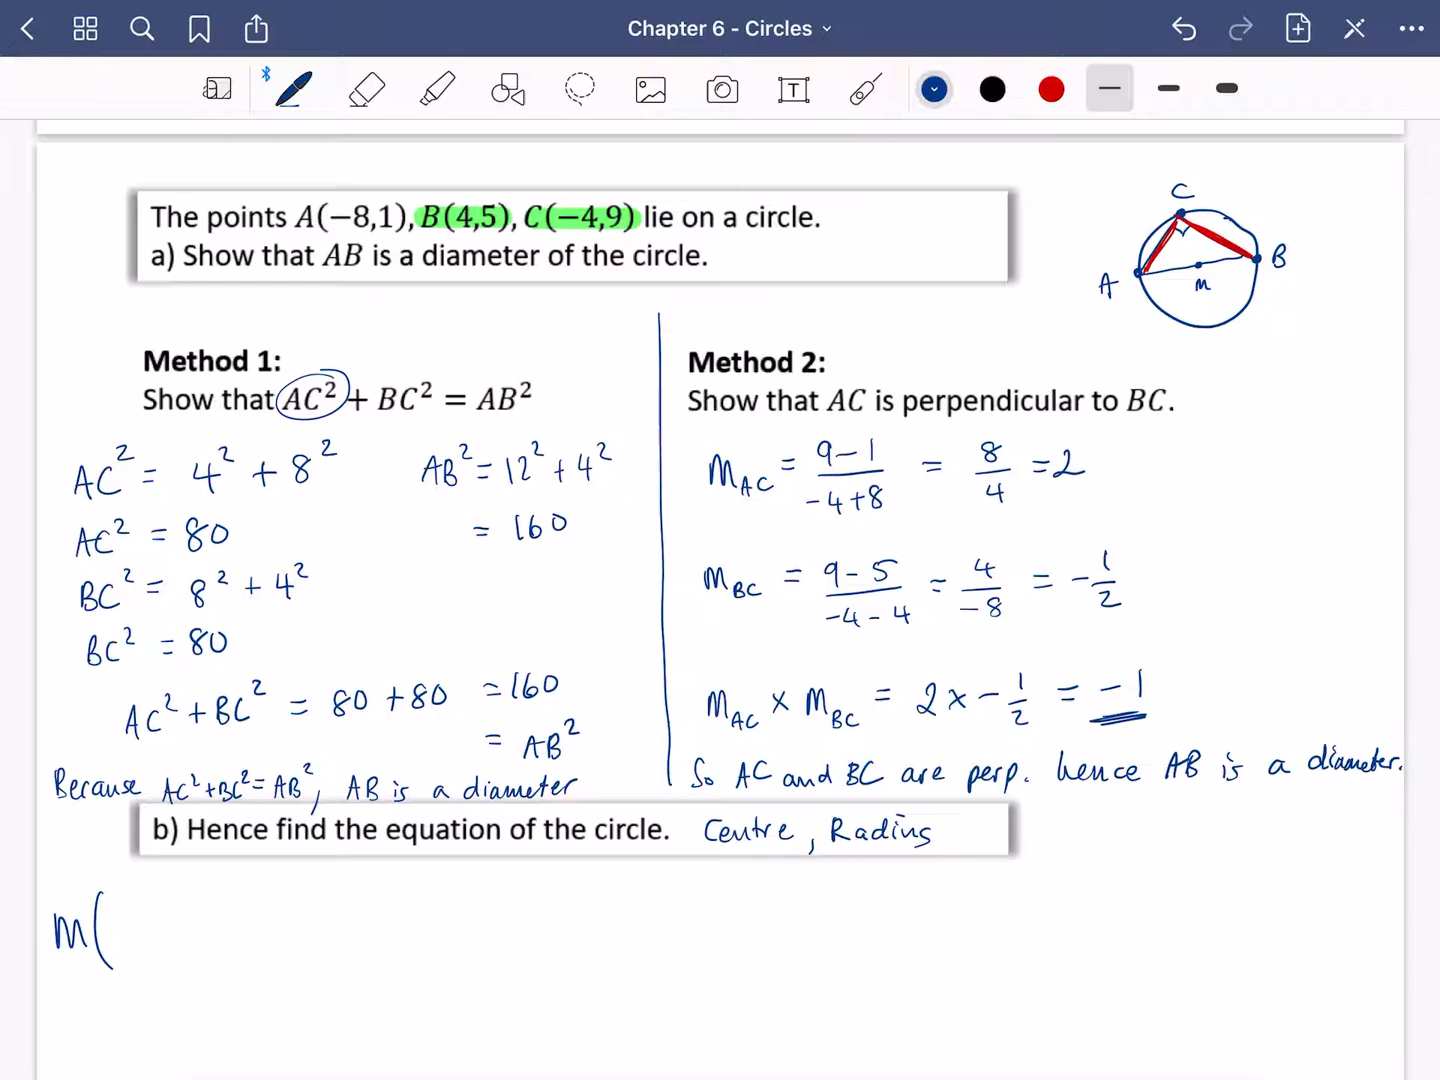 Chapter 6 - Circles
The points A(−8,1), B(4,5), C(−4,9) lie on a circle.
a) Show that AB is a diameter of the circle.
C
A
B
M
Method 1:
Show that AC² + BC² = AB²
AC² = 4² + 8²
AC² = 80
BC² = 8² + 4²
BC² = 80
AB² = 12² + 4²
= 160
AC² + BC² = 80 + 80 = 160
= AB²
Because AC²+BC²=AB², AB is a diameter
Method 2:
Show that AC is perpendicular to BC.
M_AC = (9−1)/(−4+8) = 8/4 = 2
M_BC = (9−5)/(−4−4) = 4/−8 = −1/2
M_AC × M_BC = 2 × −1/2 = −1
So AC and BC are perp. hence AB is a diameter.
b) Hence find the equation of the circle. Centre, Radius
M(